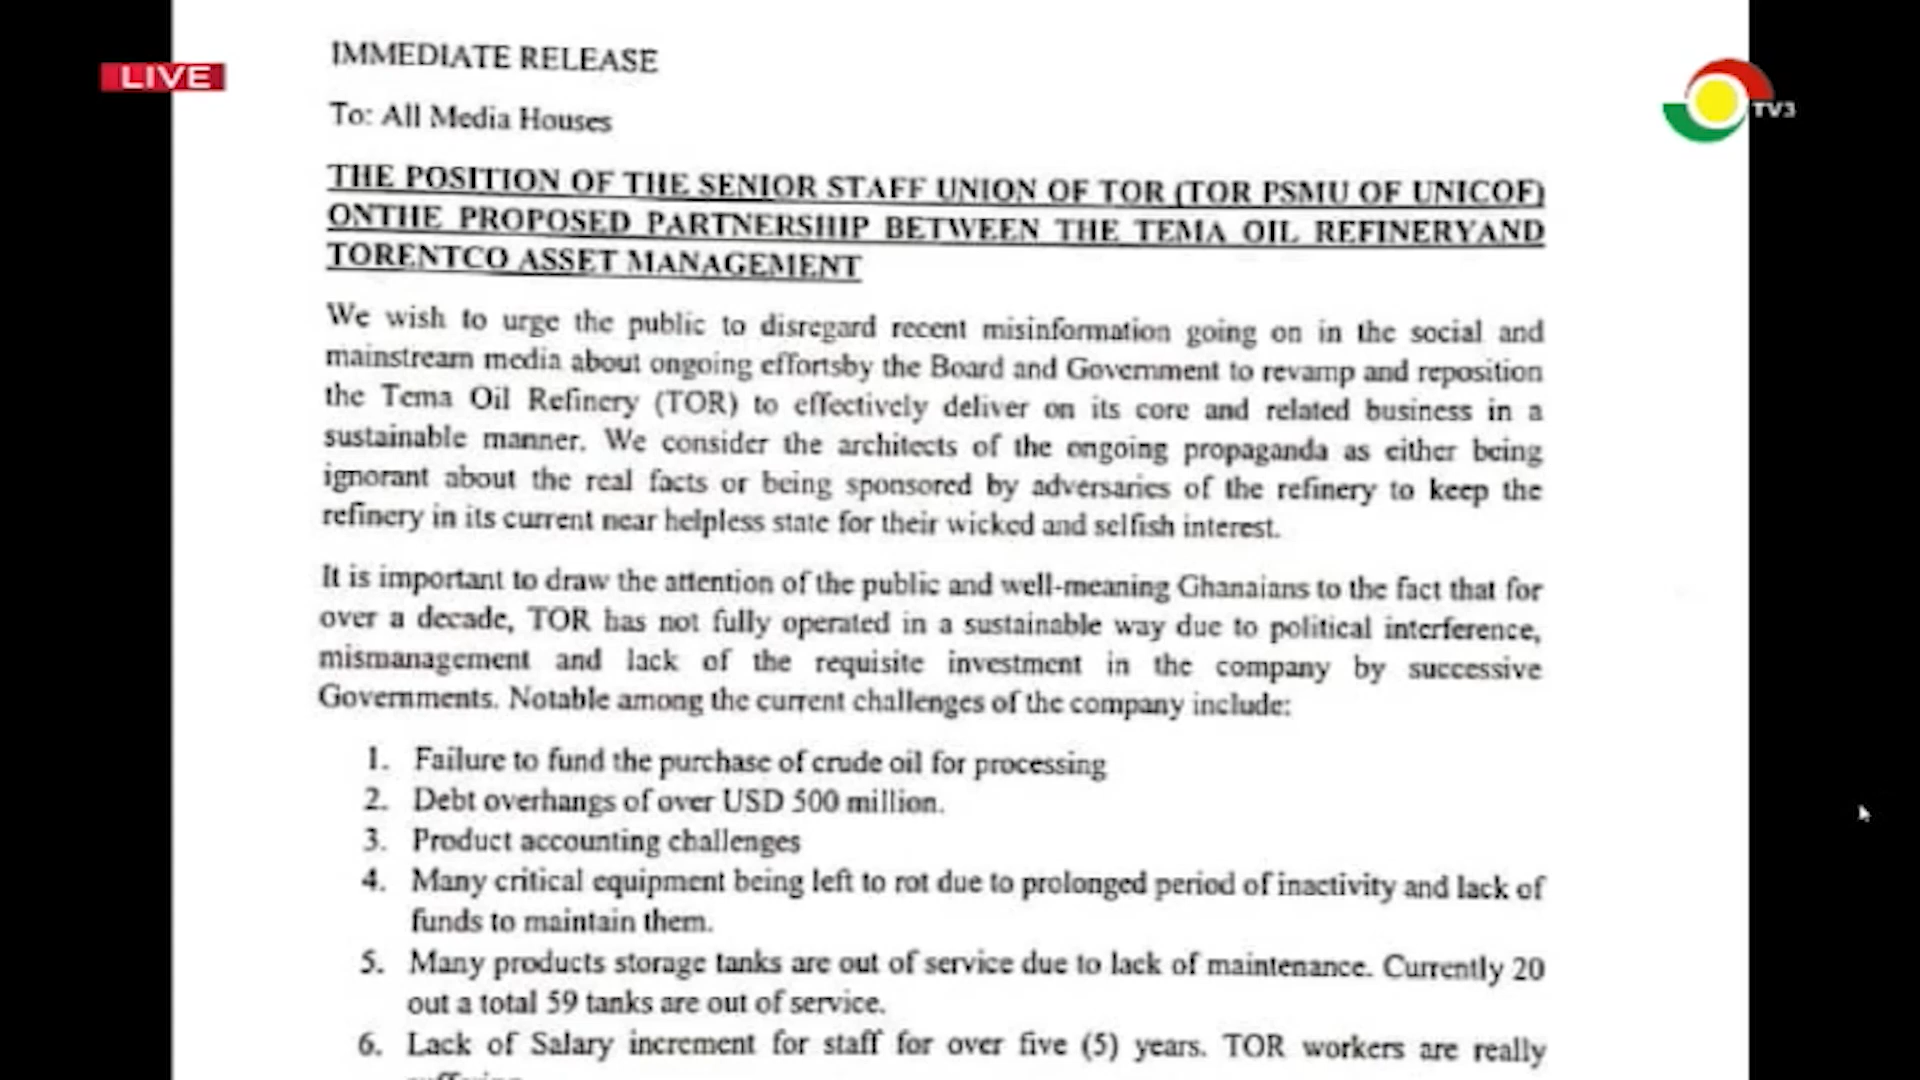 LIVE
TV3
IMMEDIATE RELEASE
To: All Media Houses
THE POSITION OF THE SENIOR STAFF UNION OF TOR (TOR PSMU OF UNICOF)
ONTHE PROPOSED PARTNERSHIP BETWEEN THE TEMA OIL REFINERYAND
TORENTCO ASSET MANAGEMENT
We wish to urge the public to disregard recent misinformation going on in the social and
mainstream media about ongoing effortsby the Board and Government to revamp and reposition
the Tema Oil Refinery (TOR) to effectively deliver on its core and related business in a
sustainable manner. We consider the architects of the ongoing propaganda as either being
ignorant about the real facts or being sponsored by adversaries of the refinery to keep the
refinery in its current near helpless state for their wicked and selfish interest.
It is important to draw the attention of the public and well-meaning Ghanaians to the fact that for
over a decade, TOR has not fully operated in a sustainable way due to political interference,
mismanagement and lack of the requisite investment in the company by successive
Governments. Notable among the current challenges of the company include:
1. Failure to fund the purchase of crude oil for processing
2. Debt overhangs of over USD 500 million.
3. Product accounting challenges
4. Many critical equipment being left to rot due to prolonged period of inactivity and lack of
funds to maintain them.
5. Many products storage tanks are out of service due to lack of maintenance. Currently 20
out a total 59 tanks are out of service.
6. Lack of Salary increment for staff for over five (5) years. TOR workers are really